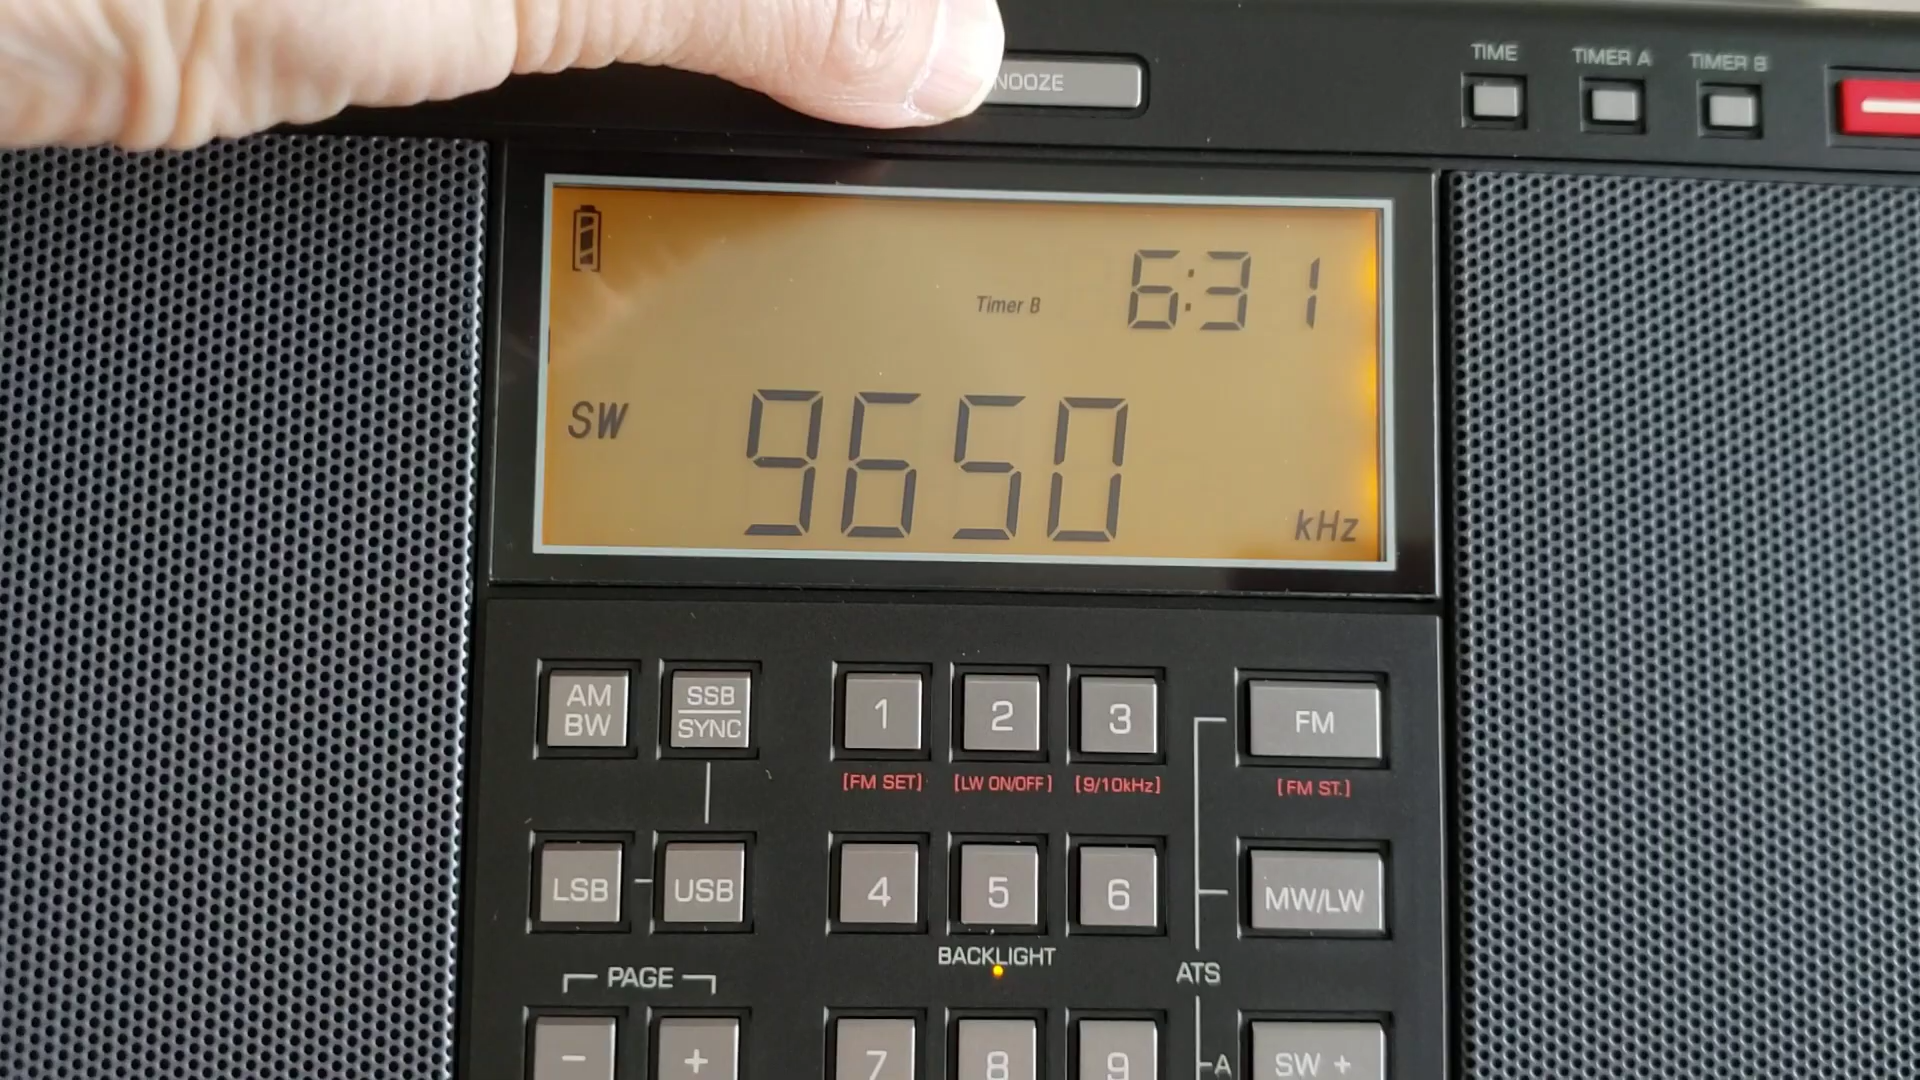 NOOZE
TIME
TIMER A
TIMER B
Timer B
6:31
SW
9650
kHz
AM
BW
SSB
SYNC
1
2
3
FM
[FM SET]
[LW ON/OFF]
[9/10kHz]
[FM ST.]
LSB
USB
4
5
6
MW/LW
BACKLIGHT
PAGE
ATS
-
+
7
8
9
A
SW +